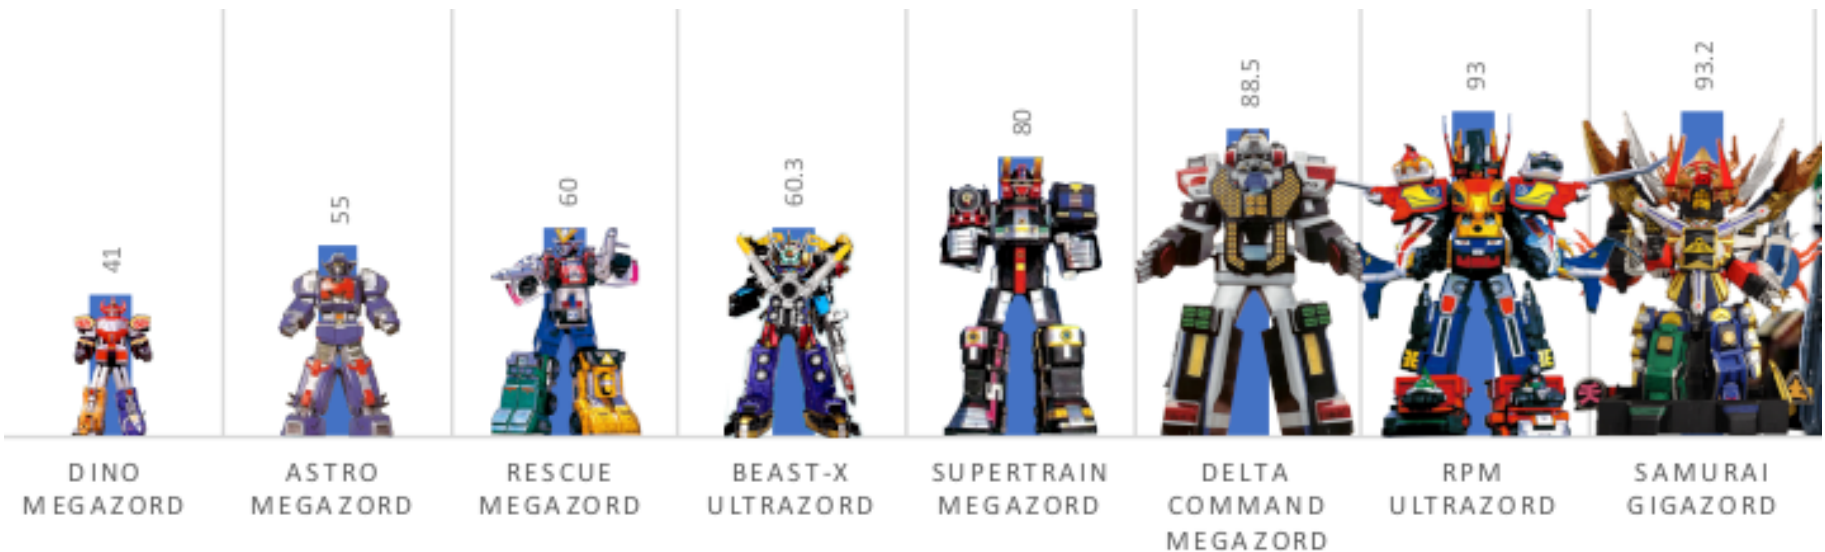 41
55
60
60.3
80
88.5
93
93.2
DINO
MEGAZORD
ASTRO
MEGAZORD
RESCUE
MEGAZORD
BEAST-X
ULTRAZORD
SUPERTRAIN
MEGAZORD
DELTA
COMMAND
MEGAZORD
RPM
ULTRAZORD
SAMURAI
GIGAZORD